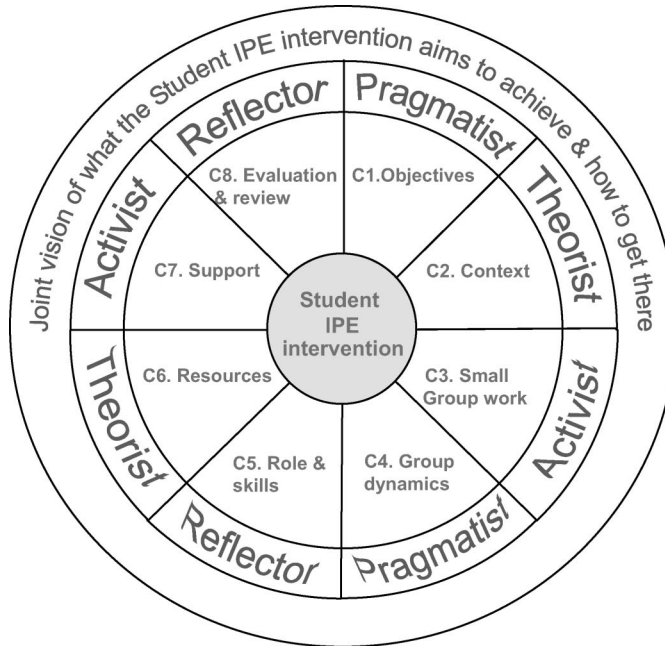 Joint vision of what the Student IPE intervention aims to achieve & how to get there
Reflector
Pragmatist
Theorist
Activist
Pragmatist
Reflector
Theorist
Activist
C8. Evaluation
& review
C1.Objectives
C2. Context
C3. Small
Group work
C4. Group
dynamics
C5. Role &
skills
C6. Resources
C7. Support
Student
IPE
intervention